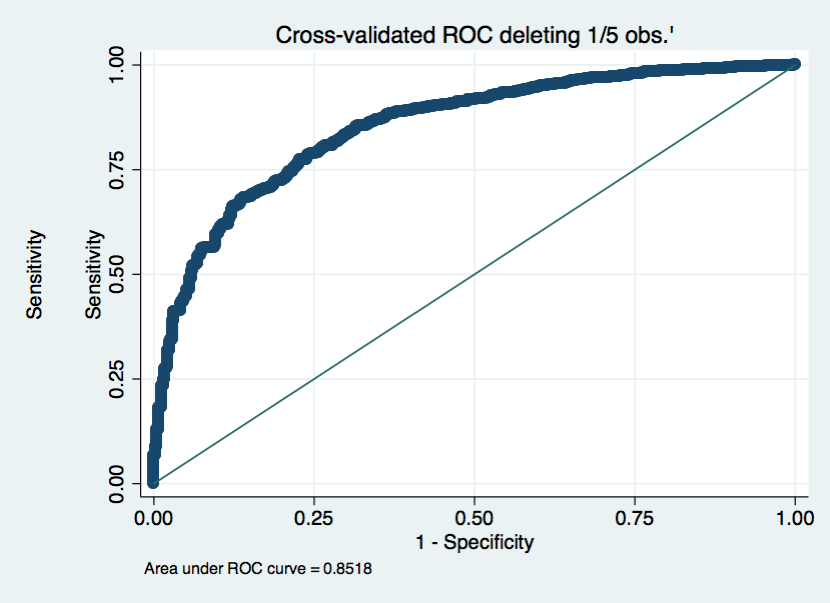 Cross-validated ROC deleting 1/5 obs.'
Sensitivity
Sensitivity
1.00
0.75
0.50
0.25
0.00
0.00 0.25 0.50 0.75 1.00
1 - Specificity
Area under ROC curve = 0.8518